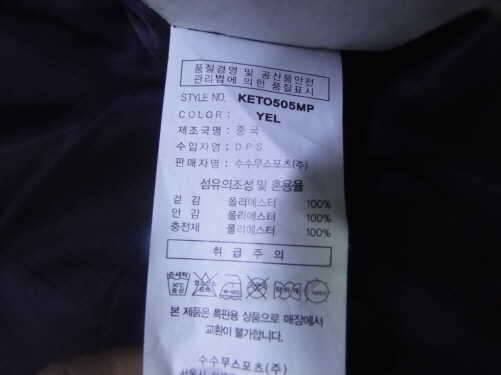 품질경영 및 공산품안전
관리법에 의한 품질표시
STYLE NO. KETO505MP
COLOR: YEL
제조국명 : 중국
수입자명 : DPS
판매자명 : 수수무스포츠(주)
섬유의조성 및 혼용율
겉 감 폴리에스터 100%
안 감 폴리에스터 100%
충전재 폴리에스터 100%
취 급 주 의
본 제품은 특판용 상품으로 매장에서
교환이 불가합니다.
수수무스포츠(주)